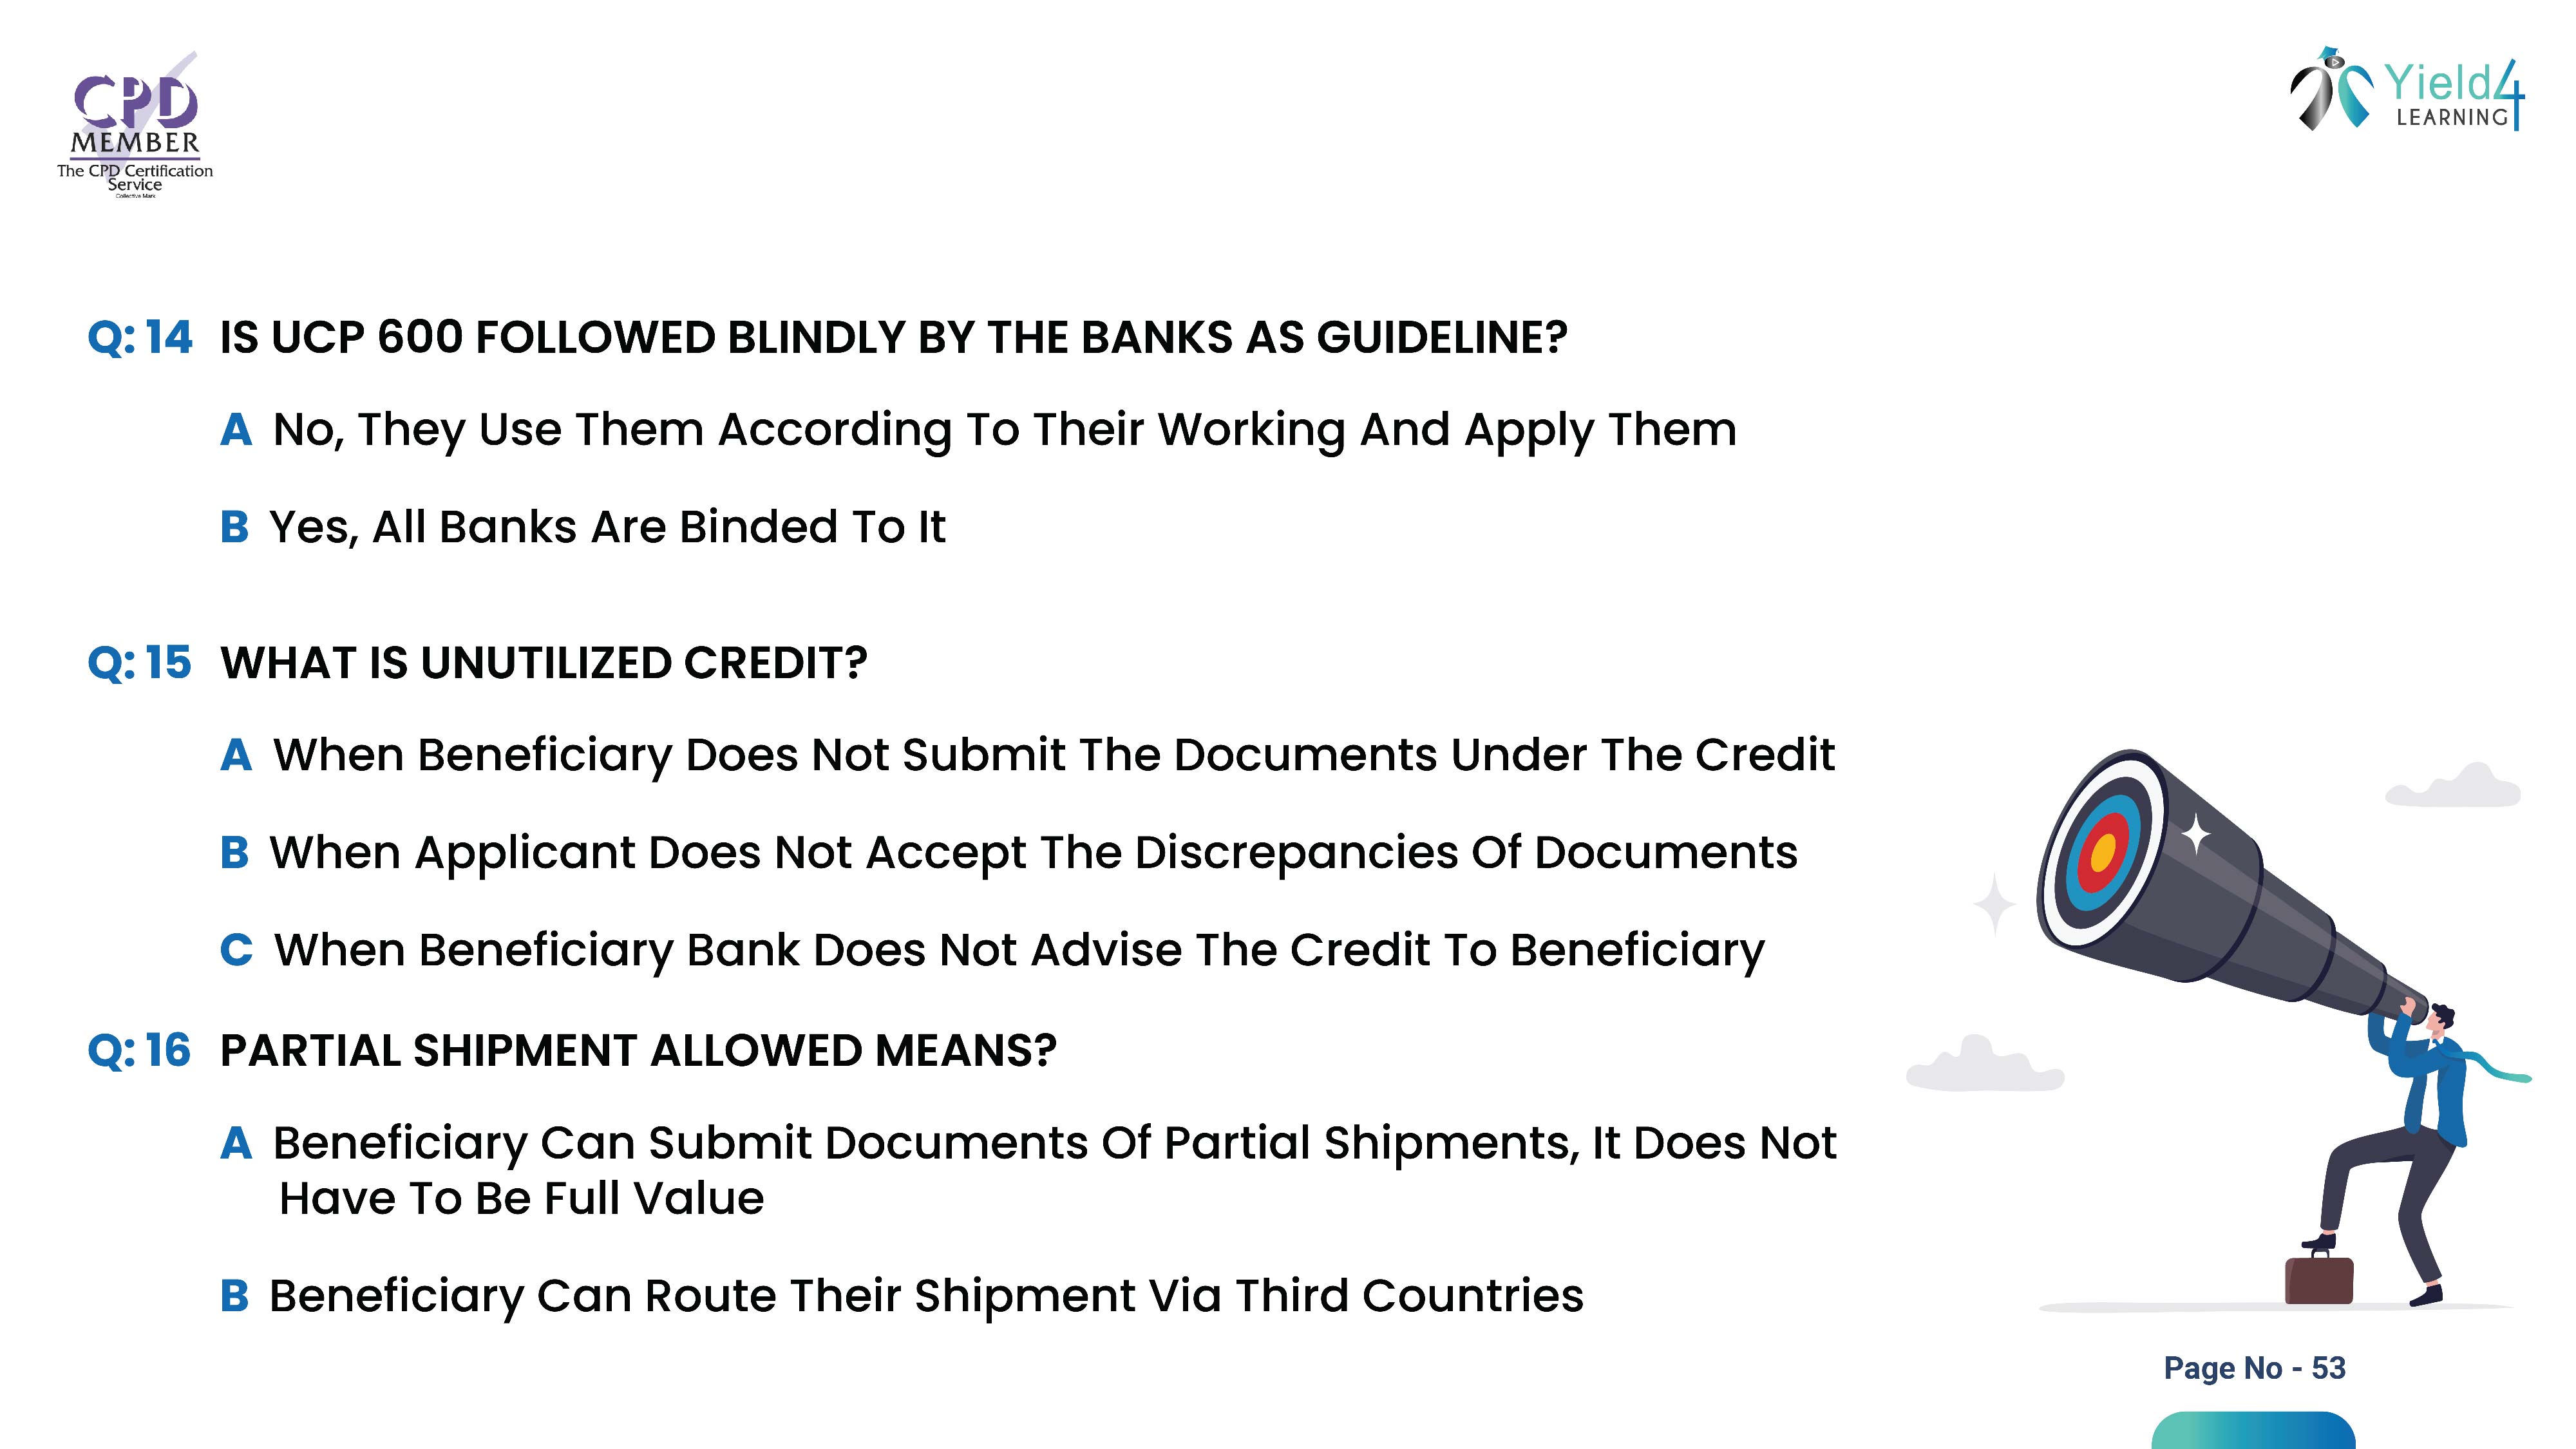 CPD
MEMBER
The CPD Certification
Service
Collective Mark
Yield4
LEARNING
Q: 14 IS UCP 600 FOLLOWED BLINDLY BY THE BANKS AS GUIDELINE?
A No, They Use Them According To Their Working And Apply Them
B Yes, All Banks Are Binded To It
Q: 15 WHAT IS UNUTILIZED CREDIT?
A When Beneficiary Does Not Submit The Documents Under The Credit
B When Applicant Does Not Accept The Discrepancies Of Documents
C When Beneficiary Bank Does Not Advise The Credit To Beneficiary
Q: 16 PARTIAL SHIPMENT ALLOWED MEANS?
A Beneficiary Can Submit Documents Of Partial Shipments, It Does Not
Have To Be Full Value
B Beneficiary Can Route Their Shipment Via Third Countries
Page No - 53